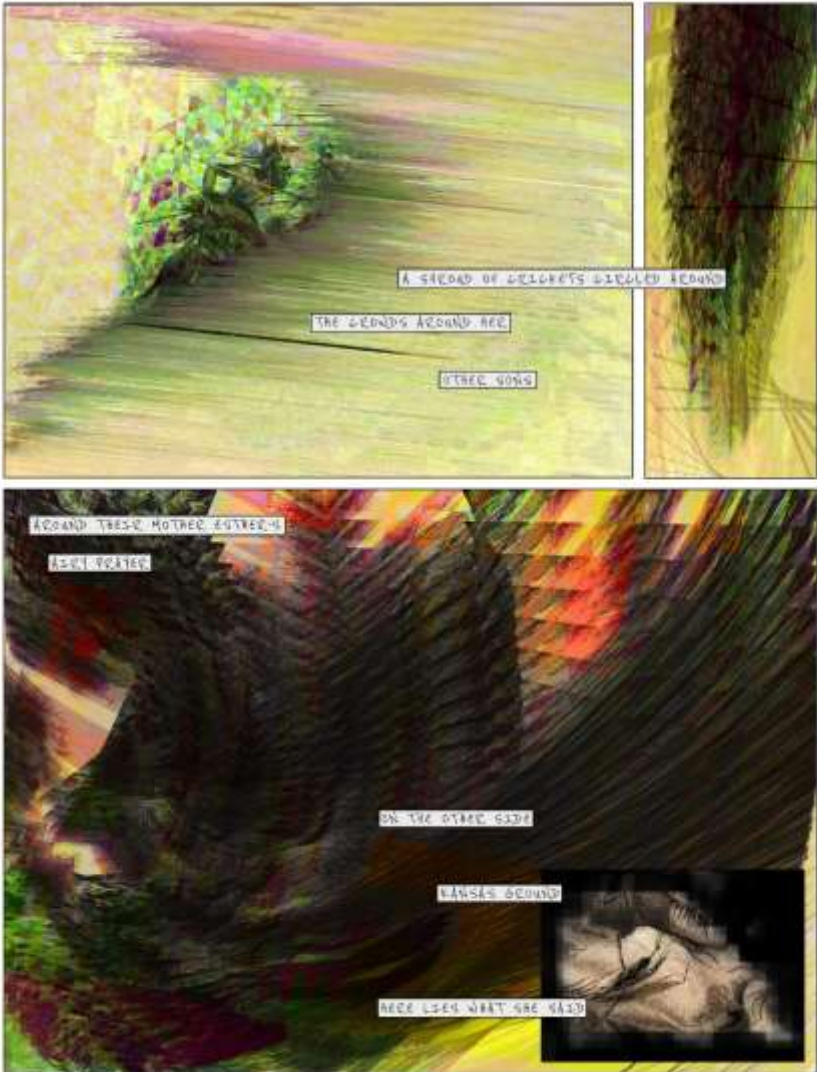 A SHROUD OF CRICKETS CIRCLED AROUND
THE CROWDS AROUND HER
OTHER SONS
AROUND THEIR MOTHER ESTHER'S
AIRY PRAYER
ON THE OTHER SIDE
KANSAS GROUND
HERE LIES WHAT SHE SAID